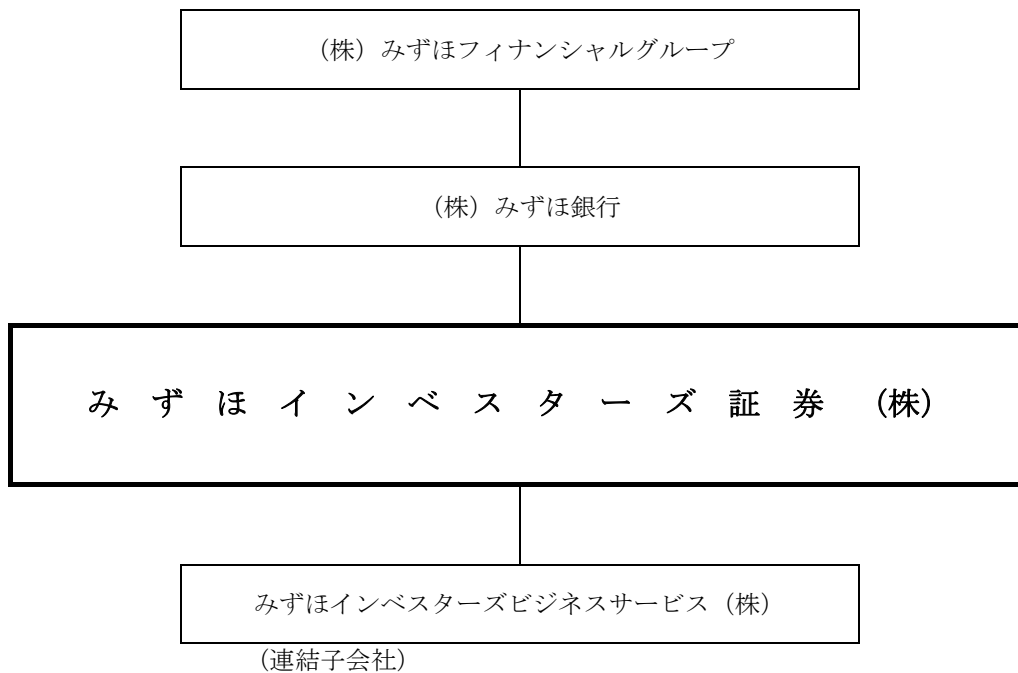 （株）みずほフィナンシャルグループ
（株）みずほ銀行
みずほインベスターズ証券　（株）
みずほインベスターズビジネスサービス（株）
（連結子会社）